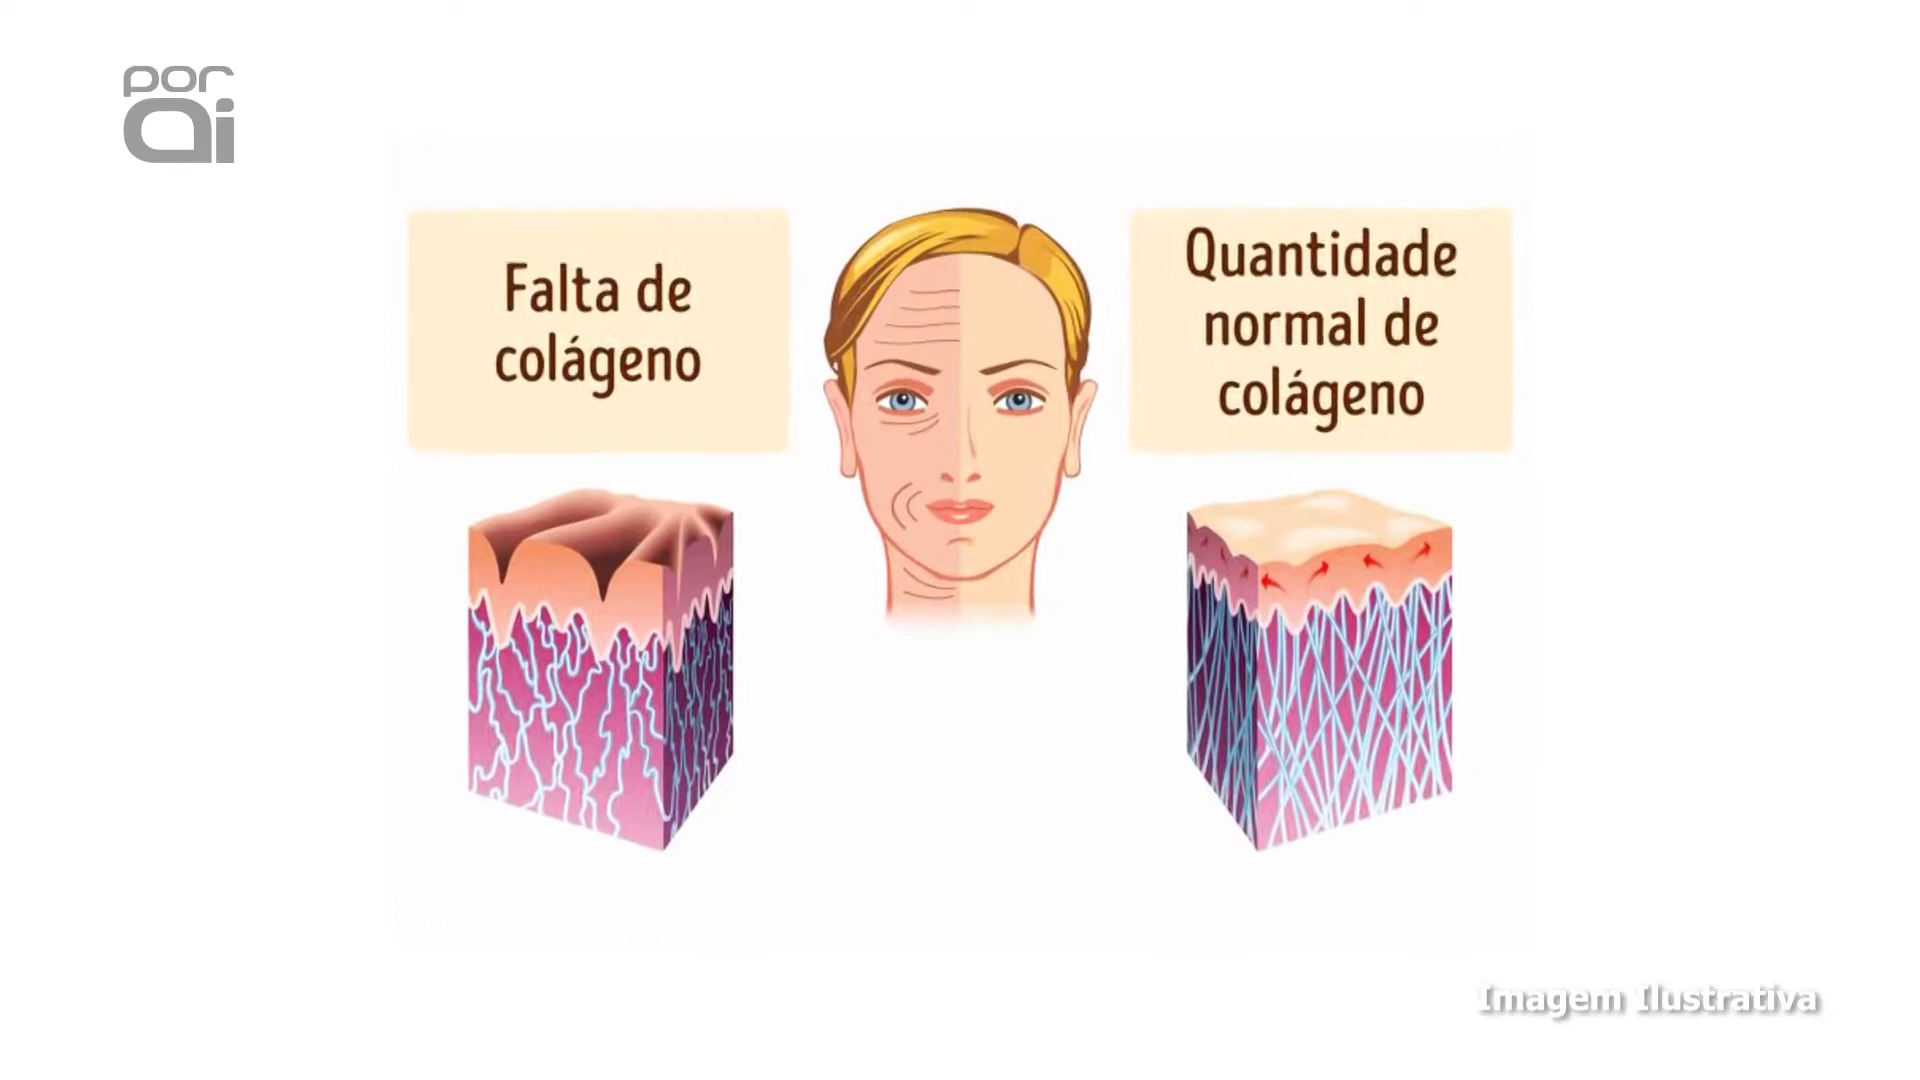 por
ai
Falta de
colágeno
Quantidade
normal de
colágeno
Imagem Ilustrativa